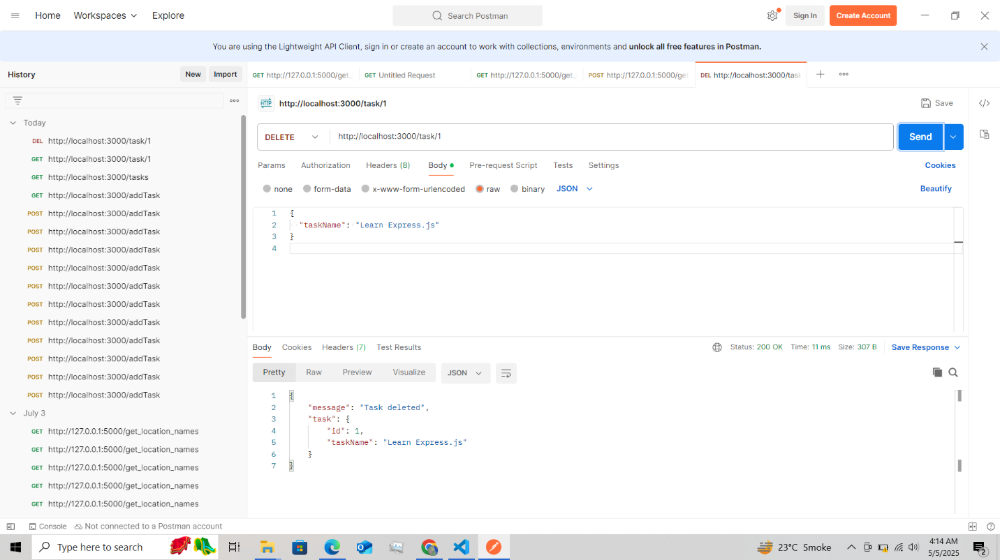 Home Workspaces Explore Search Postman Sign In Create Account
You are using the Lightweight API Client, sign in or create an account to work with collections, environments and unlock all free features in Postman.
History New Import
GET http://127.0.0.1:5000/get_ GET Untitled Request GET http://127.0.0.1:5000/get_ POST http://127.0.0.1:5000/get DEL http://localhost:3000/task
HTTP http://localhost:3000/task/1 Save
Today
DEL http://localhost:3000/task/1
GET http://localhost:3000/task/1
GET http://localhost:3000/tasks
GET http://localhost:3000/addTask
POST http://localhost:3000/addTask
POST http://localhost:3000/addTask
POST http://localhost:3000/addTask
POST http://localhost:3000/addTask
POST http://localhost:3000/addTask
POST http://localhost:3000/addTask
POST http://localhost:3000/addTask
POST http://localhost:3000/addTask
POST http://localhost:3000/addTask
POST http://localhost:3000/addTask
POST http://localhost:3000/addTask
July 3
GET http://127.0.0.1:5000/get_location_names
GET http://127.0.0.1:5000/get_location_names
GET http://127.0.0.1:5000/get_location_names
GET http://127.0.0.1:5000/get_location_names
GET http://127.0.0.1:5000/get_location_names
DELETE http://localhost:3000/task/1 Send
Params Authorization Headers (8) Body Pre-request Script Tests Settings Cookies
none form-data x-www-form-urlencoded raw binary JSON Beautify
1 {
2 "taskName": "Learn Express.js"
3 }
4
Body Cookies Headers (7) Test Results Status: 200 OK Time: 11 ms Size: 307 B Save Response
Pretty Raw Preview Visualize JSON
1 {
2 "message": "Task deleted",
3 "task": {
4 "id": 1,
5 "taskName": "Learn Express.js"
6 }
7 }
Console Not connected to a Postman account
Type here to search 23°C Smoke 4:14 AM
5/5/2025 2